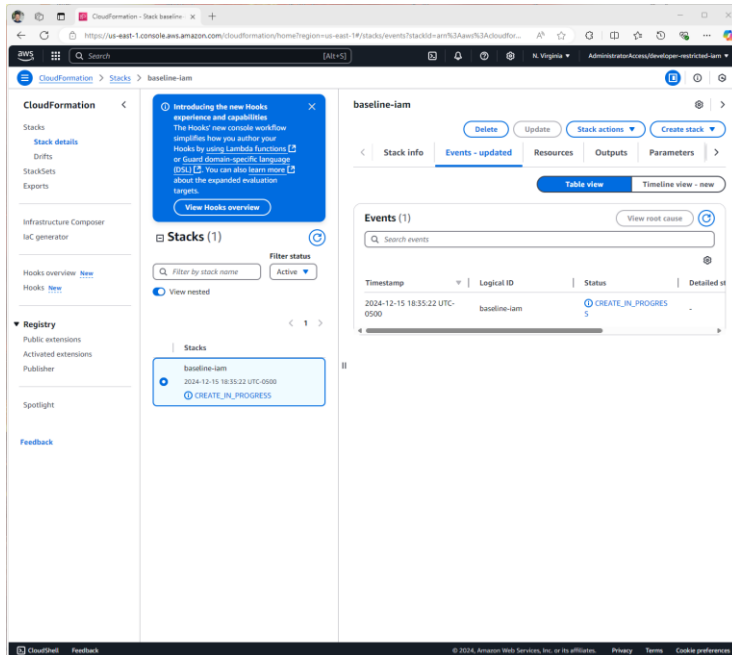 CloudFormation - Stack baseline-
https://us-east-1.console.aws.amazon.com/cloudformation/home?region=us-east-1#/stacks/events?stackId=arn%3Aaws%3Acloudfor...
aws
Search
[Alt+S]
N. Virginia
AdministratorAccess/developer-restricted-iam
CloudFormation > Stacks > baseline-iam
CloudFormation
Stacks
Stack details
Drifts
StackSets
Exports
Infrastructure Composer
IaC generator
Hooks overview New
Hooks New
Registry
Public extensions
Activated extensions
Publisher
Spotlight
Feedback
Introducing the new Hooks
experience and capabilities
The Hooks' new console workflow
simplifies how you author your
Hooks by using Lambda functions
or Guard domain-specific language
(DSL). You can also learn more
about the expanded evaluation
targets.
View Hooks overview
Stacks (1)
Filter status
Filter by stack name
Active
View nested
1
Stacks
baseline-iam
2024-12-15 18:35:22 UTC-0500
CREATE_IN_PROGRESS
baseline-iam
Delete
Update
Stack actions
Create stack
Stack info
Events - updated
Resources
Outputs
Parameters
Table view
Timeline view - new
Events (1)
View root cause
Search events
Timestamp
Logical ID
Status
Detailed st
2024-12-15 18:35:22 UTC-
0500
baseline-iam
CREATE_IN_PROGRES
S
-
CloudShell
Feedback
© 2024, Amazon Web Services, Inc. or its affiliates.
Privacy
Terms
Cookie preferences